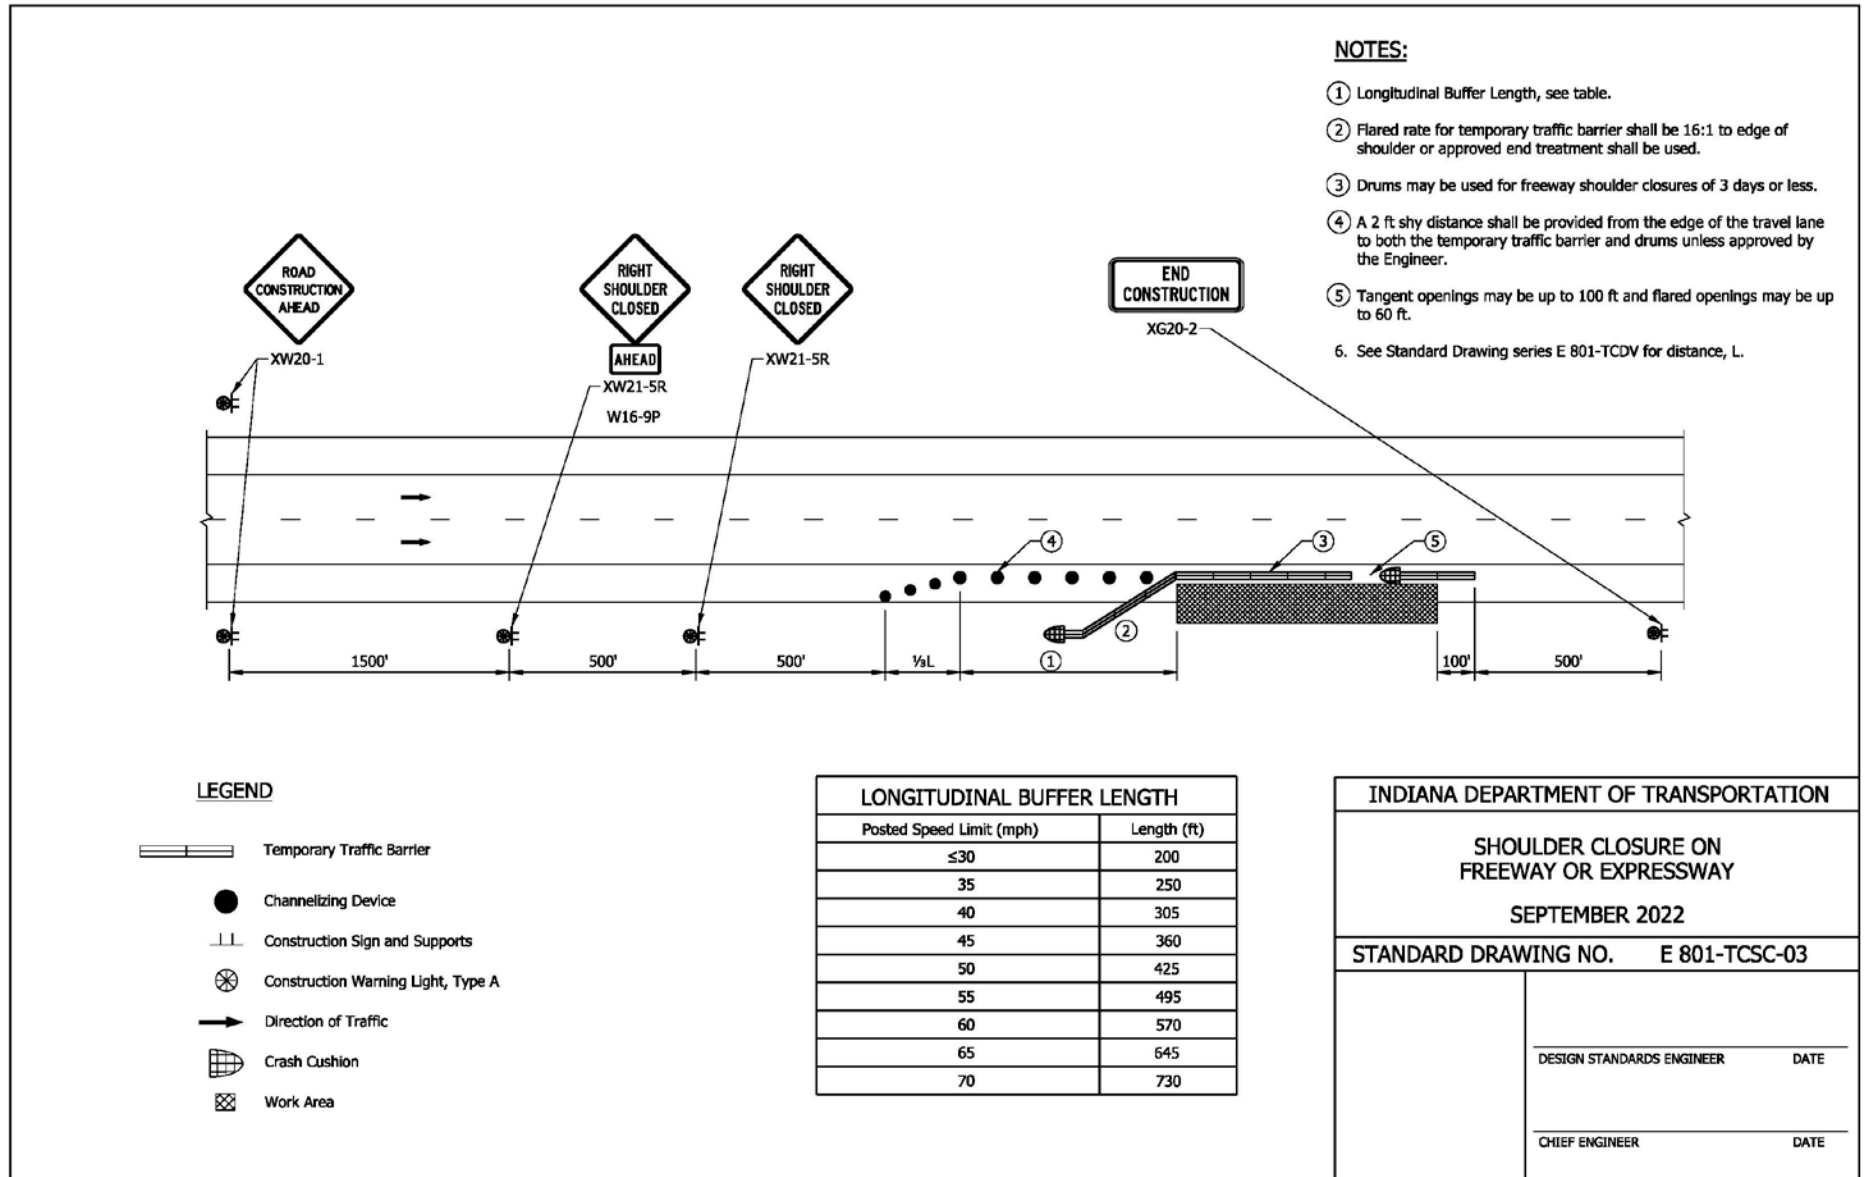 NOTES:
① Longitudinal Buffer Length, see table.
② Flared rate for temporary traffic barrier shall be 16:1 to edge of
shoulder or approved end treatment shall be used.
③ Drums may be used for freeway shoulder closures of 3 days or less.
④ A 2 ft shy distance shall be provided from the edge of the travel lane
to both the temporary traffic barrier and drums unless approved by
the Engineer.
⑤ Tangent openings may be up to 100 ft and flared openings may be up
to 60 ft.
6. See Standard Drawing series E 801-TCDV for distance, L.
ROAD
CONSTRUCTION
AHEAD
XW20-1
RIGHT
SHOULDER
CLOSED
AHEAD
XW21-5R
W16-9P
RIGHT
SHOULDER
CLOSED
XW21-5R
END
CONSTRUCTION
XG20-2
④
③
⑤
②
1500'
500'
500'
⅓L
①
100'
500'
LEGEND
Temporary Traffic Barrier
Channelizing Device
Construction Sign and Supports
Construction Warning Light, Type A
Direction of Traffic
Crash Cushion
Work Area
LONGITUDINAL BUFFER LENGTH
Posted Speed Limit (mph) Length (ft)
≤30 200
35 250
40 305
45 360
50 425
55 495
60 570
65 645
70 730
INDIANA DEPARTMENT OF TRANSPORTATION
SHOULDER CLOSURE ON
FREEWAY OR EXPRESSWAY
SEPTEMBER 2022
STANDARD DRAWING NO. E 801-TCSC-03
DESIGN STANDARDS ENGINEER DATE
CHIEF ENGINEER DATE